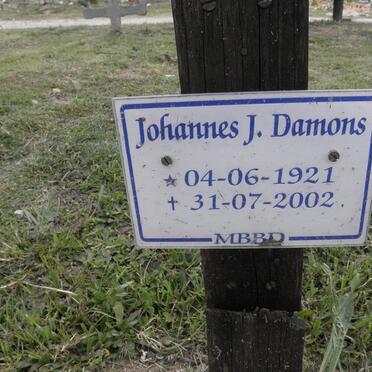 Johannes J. Damons
★ 04-06-1921
✝ 31-07-2002
MBBD